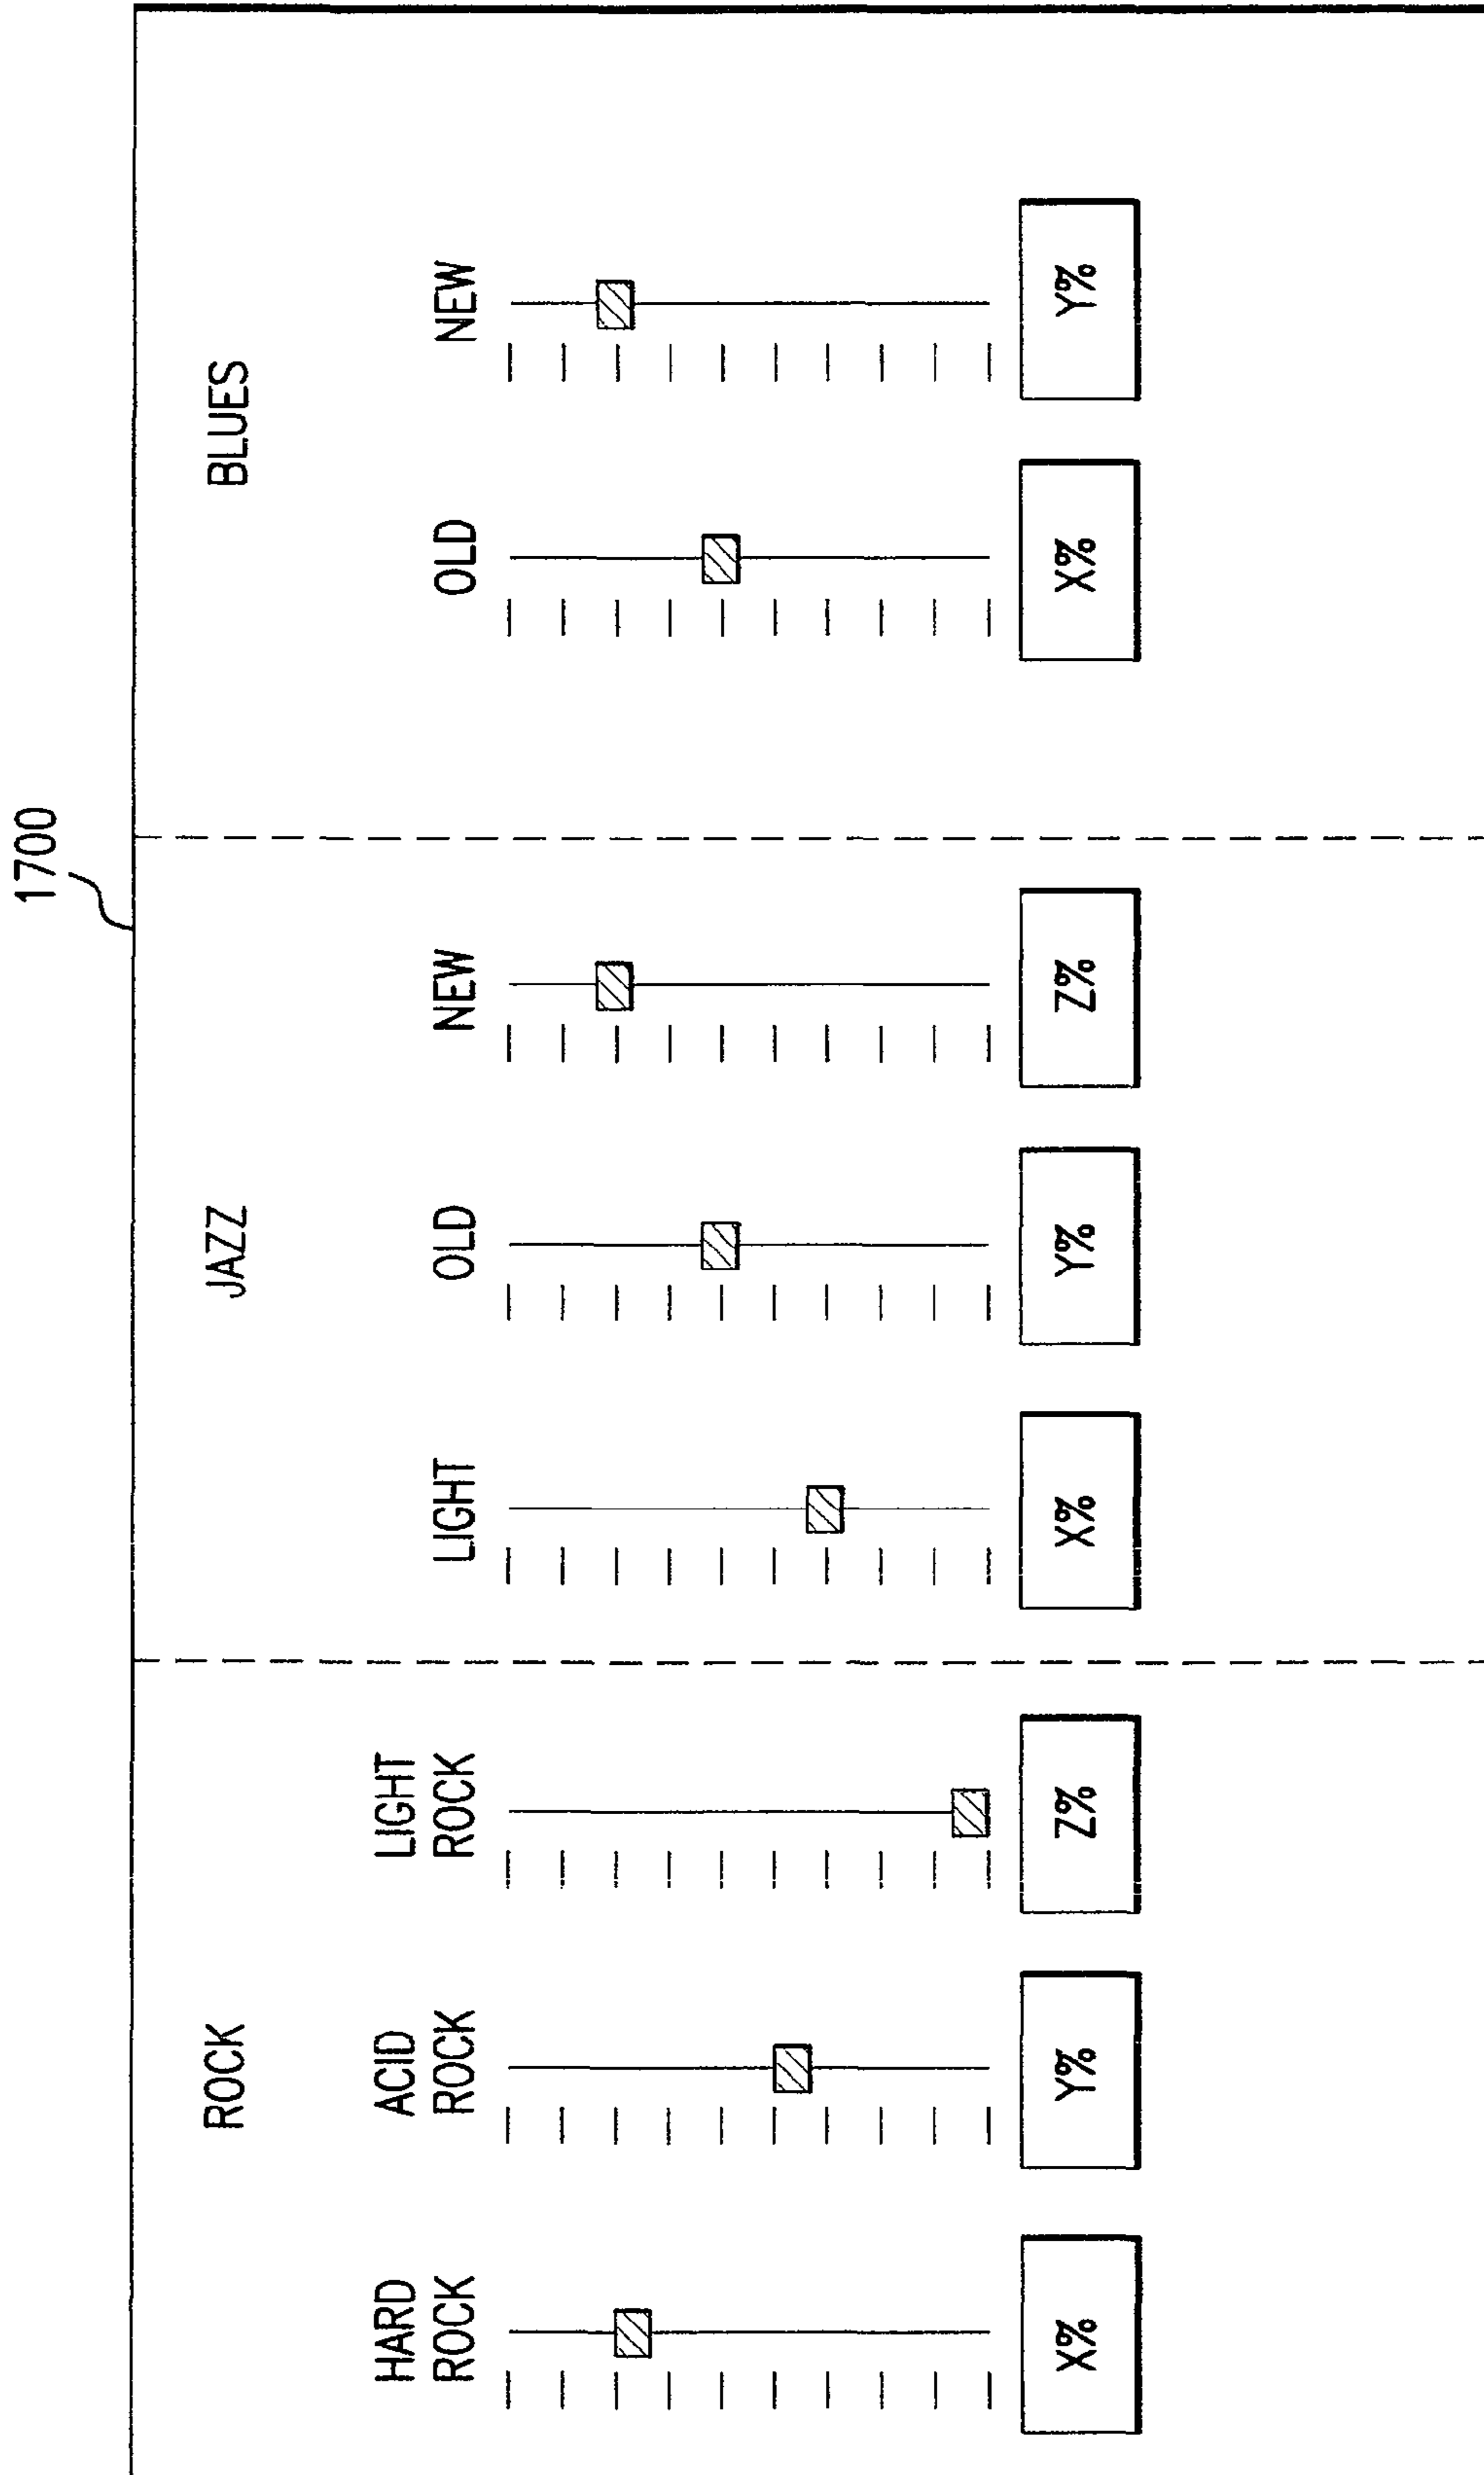 1700
ROCK
JAZZ
BLUES
HARD
ROCK
ACID
ROCK
LIGHT
ROCK
LIGHT
OLD
NEW
OLD
NEW
X%
Y%
Z%
X%
Y%
Z%
X%
Y%